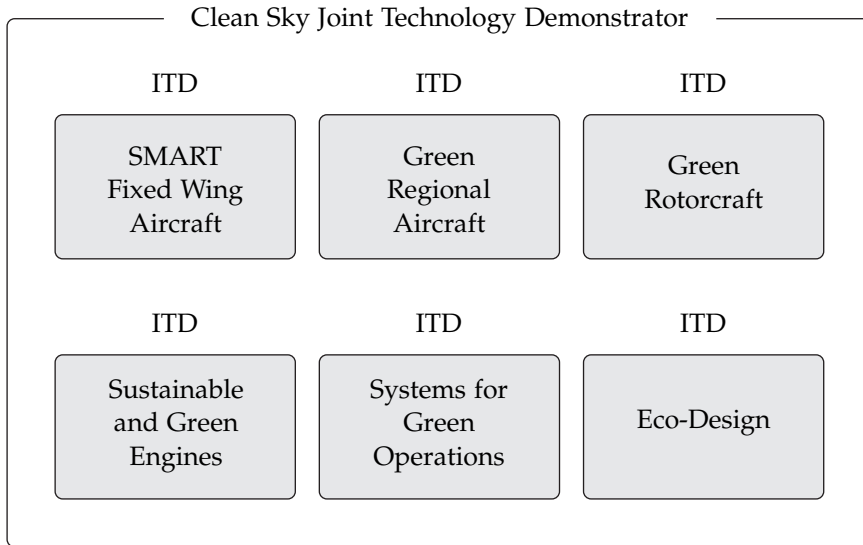 Clean Sky Joint Technology Demonstrator
ITD
SMART
Fixed Wing
Aircraft
ITD
Green
Regional
Aircraft
ITD
Green
Rotorcraft
ITD
Sustainable
and Green
Engines
ITD
Systems for
Green
Operations
ITD
Eco-Design